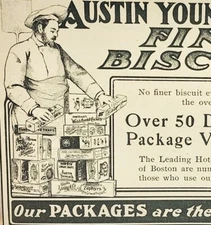 AUSTIN YOUN
FIN
BISC
No finer biscuit e
the ove
Over 50 D
Package V
The Leading Hot
of Boston are nun
those who use ou
Our PACKAGES are the